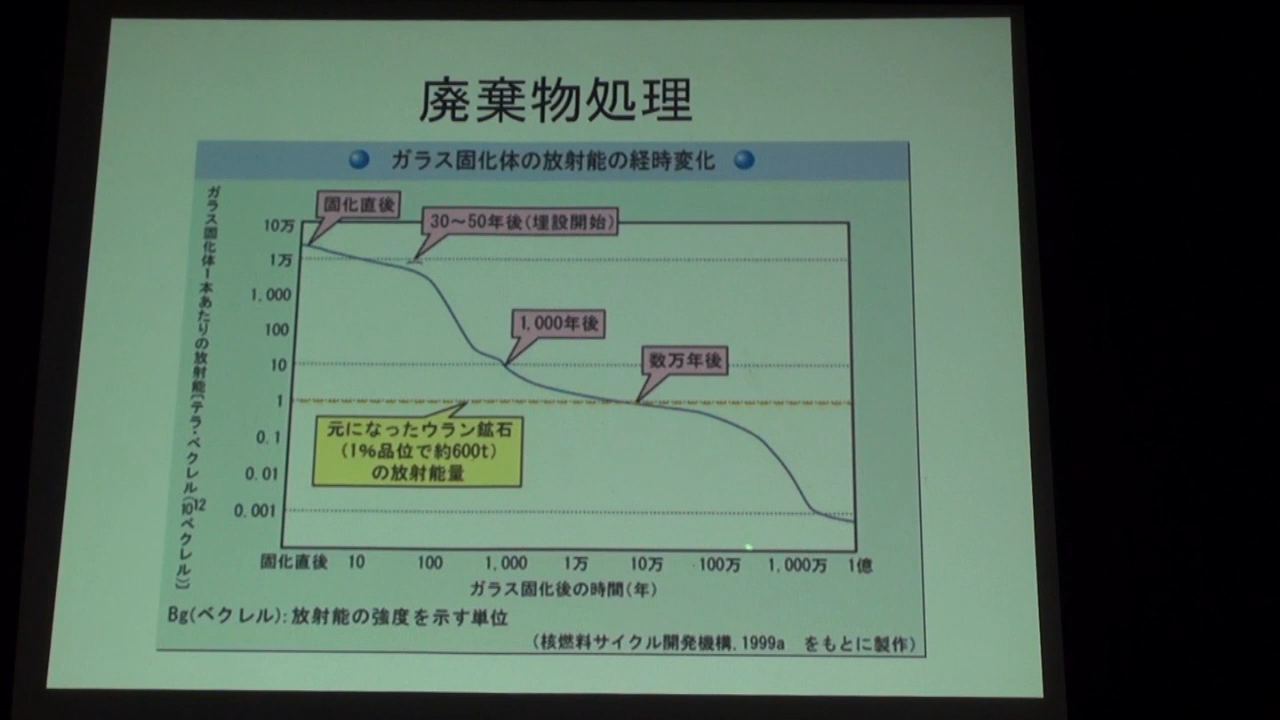 廃棄物処理
ガラス固化体の放射能の経時変化
ガラス固化体1本あたりの放射能〔テラ・ベクレル(10¹²ベクレル)〕
固化直後
30～50年後(埋設開始)
10万
1万
1,000
1,000年後
100
数万年後
10
1
元になったウラン鉱石
(1%品位で約600t)
の放射能量
0.1
0.01
0.001
固化直後 10 100 1,000 1万 10万 100万 1,000万 1億
ガラス固化後の時間(年)
Bg(ベクレル):放射能の強度を示す単位
(核燃料サイクル開発機構,1999a をもとに製作)